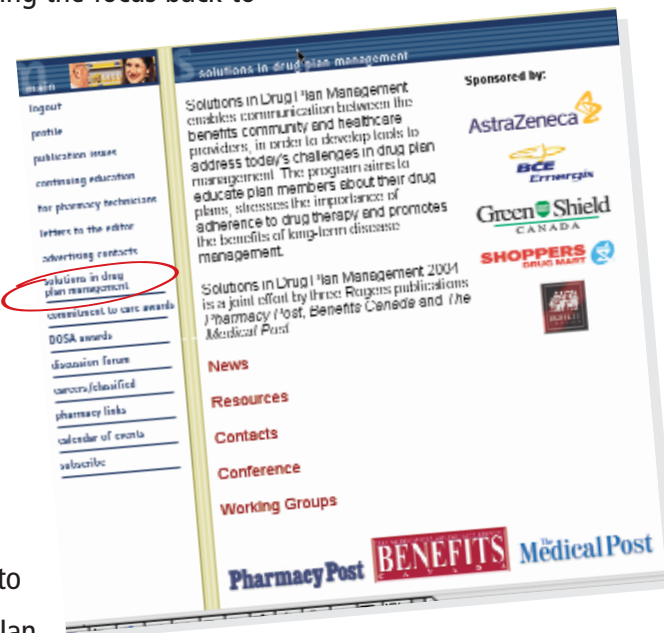 ing the focus back to
main
logout
profile
publication issues
continuing education
for pharmacy technicians
letters to the editor
advertising contacts
solutions in drug
plan management
commitment to care awards
DOSA awards
discussion forum
careers/classified
pharmacy links
calendar of events
subscribe
solutions in drug plan management
Solutions in Drug Plan Management
enables communication between the
benefits community and healthcare
providers, in order to develop tools to
address today's challenges in drug plan
management. The program aims to
educate plan members about their drug
plans, stresses the importance of
adherence to drug therapy and promotes
the benefits of long-term disease
management.
Solutions in Drug Plan Management 2004
is a joint effort by three Rogers publications
Pharmacy Post, Benefits Canada and The
Medical Post
News
Resources
Contacts
Conference
Working Groups
Sponsored by:
AstraZeneca
BCE
Emergis
Green Shield
CANADA
SHOPPERS
DRUG MART
Pharmacy Post
BENEFITS
CANADA
The Medical Post
to
lan